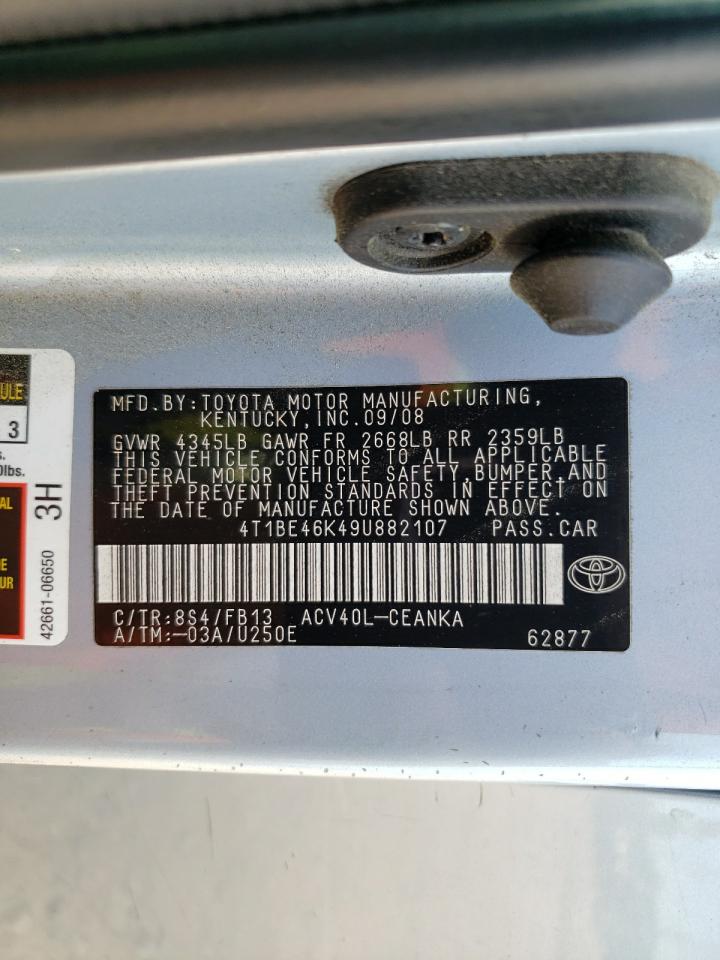 MFD.BY:TOYOTA MOTOR MANUFACTURING,
KENTUCKY,INC.09/08
GVWR 4345LB GAWR FR 2668LB RR 2359LB
THIS VEHICLE CONFORMS TO ALL APPLICABLE
FEDERAL MOTOR VEHICLE SAFETY,BUMPER,AND
THEFT PREVENTION STANDARDS IN EFFECT ON
THE DATE OF MANUFACTURE SHOWN ABOVE.
4T1BE46K49U882107 PASS.CAR
C/TR:8S4/FB13 ACV40L-CEANKA
A/TM:-03A/U250E 62877
3
0lbs.
3H
42661-06650